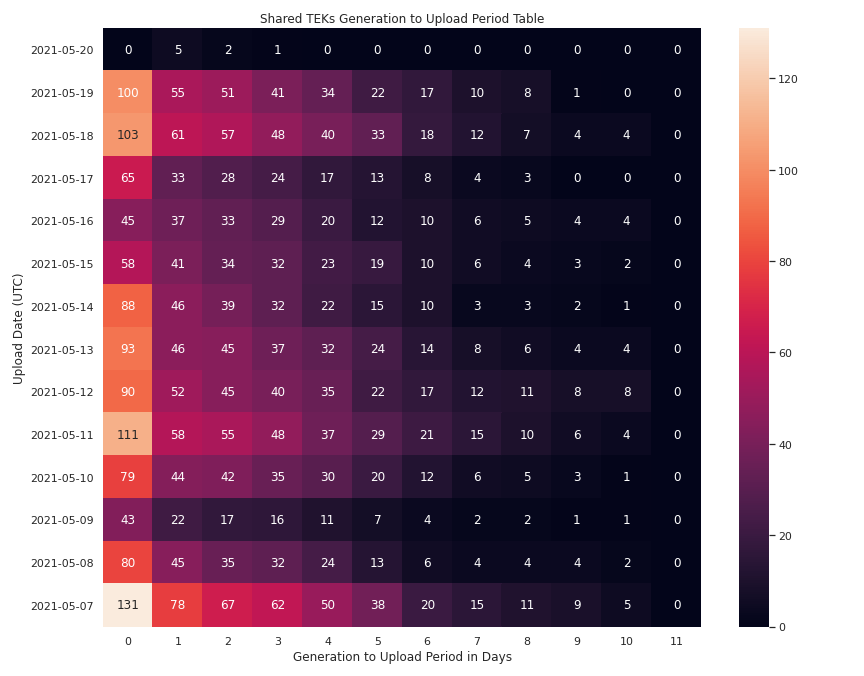 Shared TEKs Generation to Upload Period Table
Upload Date (UTC)
2021-05-20 0 5 2 1 0 0 0 0 0 0 0 0
2021-05-19 100 55 51 41 34 22 17 10 8 1 0 0
2021-05-18 103 61 57 48 40 33 18 12 7 4 4 0
2021-05-17 65 33 28 24 17 13 8 4 3 0 0 0
2021-05-16 45 37 33 29 20 12 10 6 5 4 4 0
2021-05-15 58 41 34 32 23 19 10 6 4 3 2 0
2021-05-14 88 46 39 32 22 15 10 3 3 2 1 0
2021-05-13 93 46 45 37 32 24 14 8 6 4 4 0
2021-05-12 90 52 45 40 35 22 17 12 11 8 8 0
2021-05-11 111 58 55 48 37 29 21 15 10 6 4 0
2021-05-10 79 44 42 35 30 20 12 6 5 3 1 0
2021-05-09 43 22 17 16 11 7 4 2 2 1 1 0
2021-05-08 80 45 35 32 24 13 6 4 4 4 2 0
2021-05-07 131 78 67 62 50 38 20 15 11 9 5 0
0 1 2 3 4 5 6 7 8 9 10 11
Generation to Upload Period in Days
120
100
80
60
40
20
0